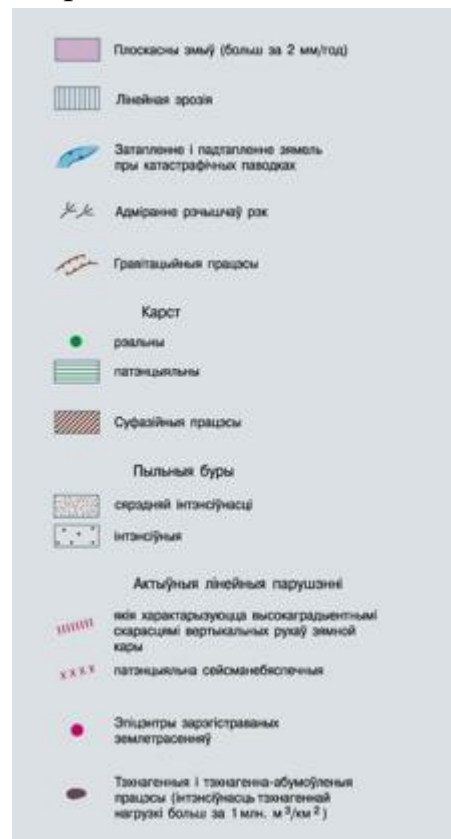 Плоскасны змыў (больш за 2 мм/год)
Лінейная эрозія
Затапленне і падтапленне зямель
пры катастрафічных паводках
Адміранне рэчышчаў рэк
Гравітацыйныя працэсы
Карст
рэальны
патэнцыяльны
Суфазійныя працэсы
Пыльныя буры
сярэдняй інтэнсіўнасці
інтэнсіўныя
Актыўныя лінейныя парушэнні
якія характарызуюцца высокаградыентнымі
скарасцямі вертыкальных рухаў зямной
кары
патэнцыяльна сейсманебяспечныя
Эпіцэнтры зарэгістраваных
землетрасенняў
Тэхнагенныя і тэхнагенна-абумоўленыя
працэсы (інтэнсіўнасць тэхнагеннай
нагрузкі больш за 1 млн. м³/км²)